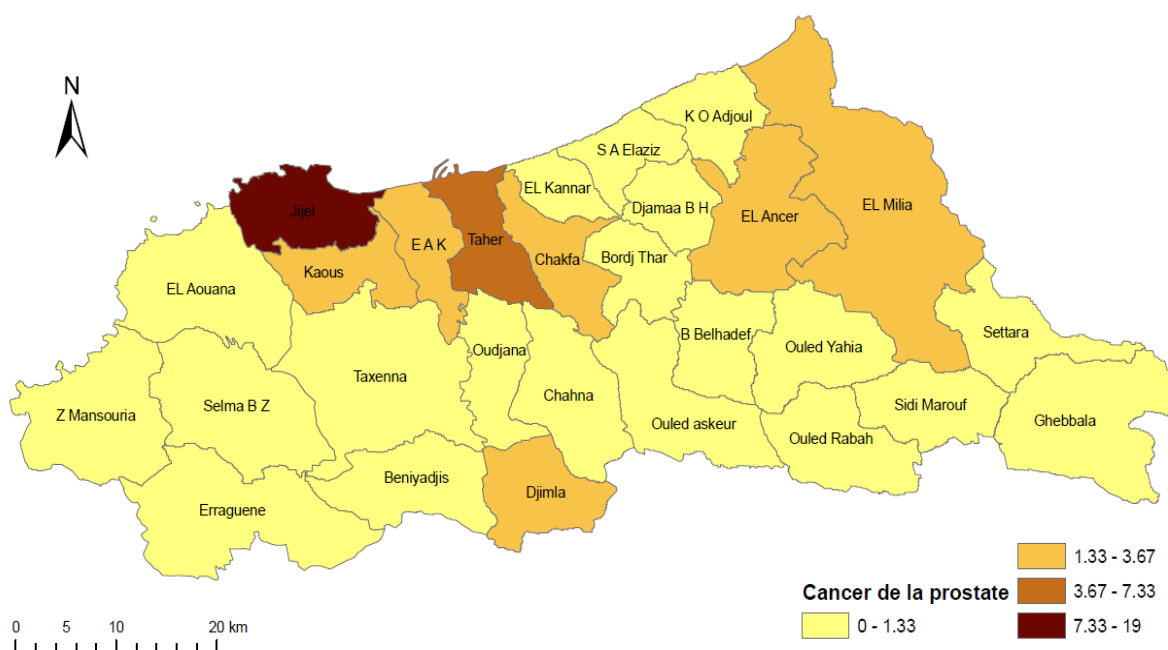 N
K O Adjoul
S A Elaziz
EL Kannar
Djamaa B H
EL Ancer
EL Milia
Jijel
E A K
Taher
Chakfa
Bordj Thar
Kaous
EL Aouana
Settara
B Belhadef
Ouled Yahia
Oudjana
Taxenna
Chahna
Selma B Z
Z Mansouria
Sidi Marouf
Ghebbala
Ouled askeur
Ouled Rabah
Beniyadjis
Djimla
Erraguene
Cancer de la prostate
0 - 1.33
1.33 - 3.67
3.67 - 7.33
7.33 - 19
0 5 10 20 km